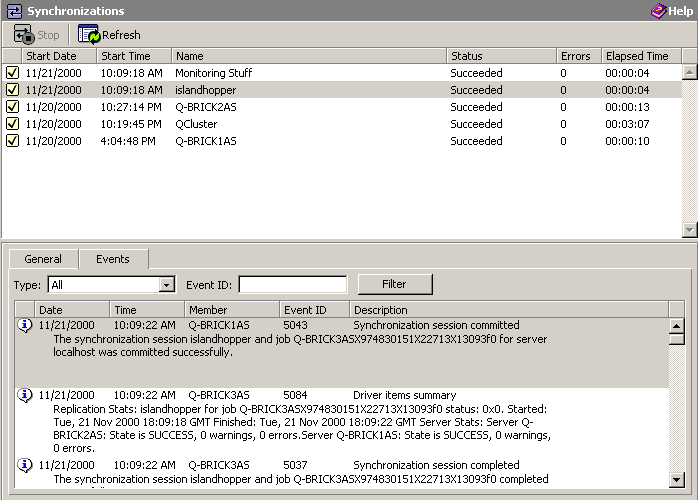 Synchronizations Help
Stop Refresh
Start Date Start Time Name Status Errors Elapsed Time
11/21/2000 10:09:18 AM Monitoring Stuff Succeeded 0 00:00:04
11/21/2000 10:09:18 AM islandhopper Succeeded 0 00:00:04
11/20/2000 10:27:14 PM Q-BRICK2AS Succeeded 0 00:00:13
11/20/2000 10:19:45 PM QCluster Succeeded 0 00:03:07
11/20/2000 4:04:48 PM Q-BRICK1AS Succeeded 0 00:00:10
General Events
Type: All Event ID: Filter
Date Time Member Event ID Description
11/21/2000 10:09:22 AM Q-BRICK1AS 5043 Synchronization session committed
The synchronization session islandhopper and job Q-BRICK3ASX974830151X22713X13093f0 for server
localhost was committed successfully.
11/21/2000 10:09:22 AM Q-BRICK3AS 5084 Driver items summary
Replication Stats: islandhopper for job Q-BRICK3ASX974830151X22713X13093f0 status: 0x0. Started:
Tue, 21 Nov 2000 18:09:18 GMT Finished: Tue, 21 Nov 2000 18:09:22 GMT Server Stats: Server Q-
BRICK2AS: State is SUCCESS, 0 warnings, 0 errors.Server Q-BRICK1AS: State is SUCCESS, 0 warnings,
0 errors.
11/21/2000 10:09:22 AM Q-BRICK3AS 5037 Synchronization session completed
The synchronization session islandhopper and job Q-BRICK3ASX974830151X22713X13093f0 completed